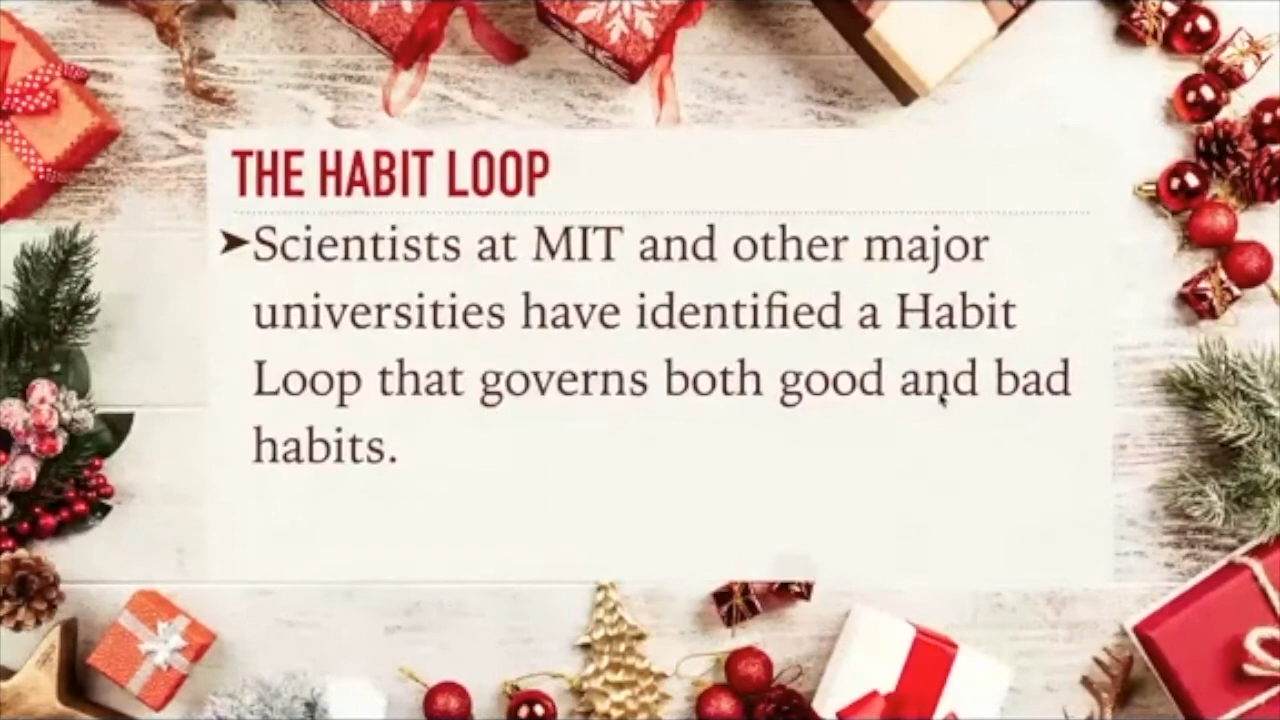 THE HABIT LOOP
➤Scientists at MIT and other major
universities have identified a Habit
Loop that governs both good and bad
habits.